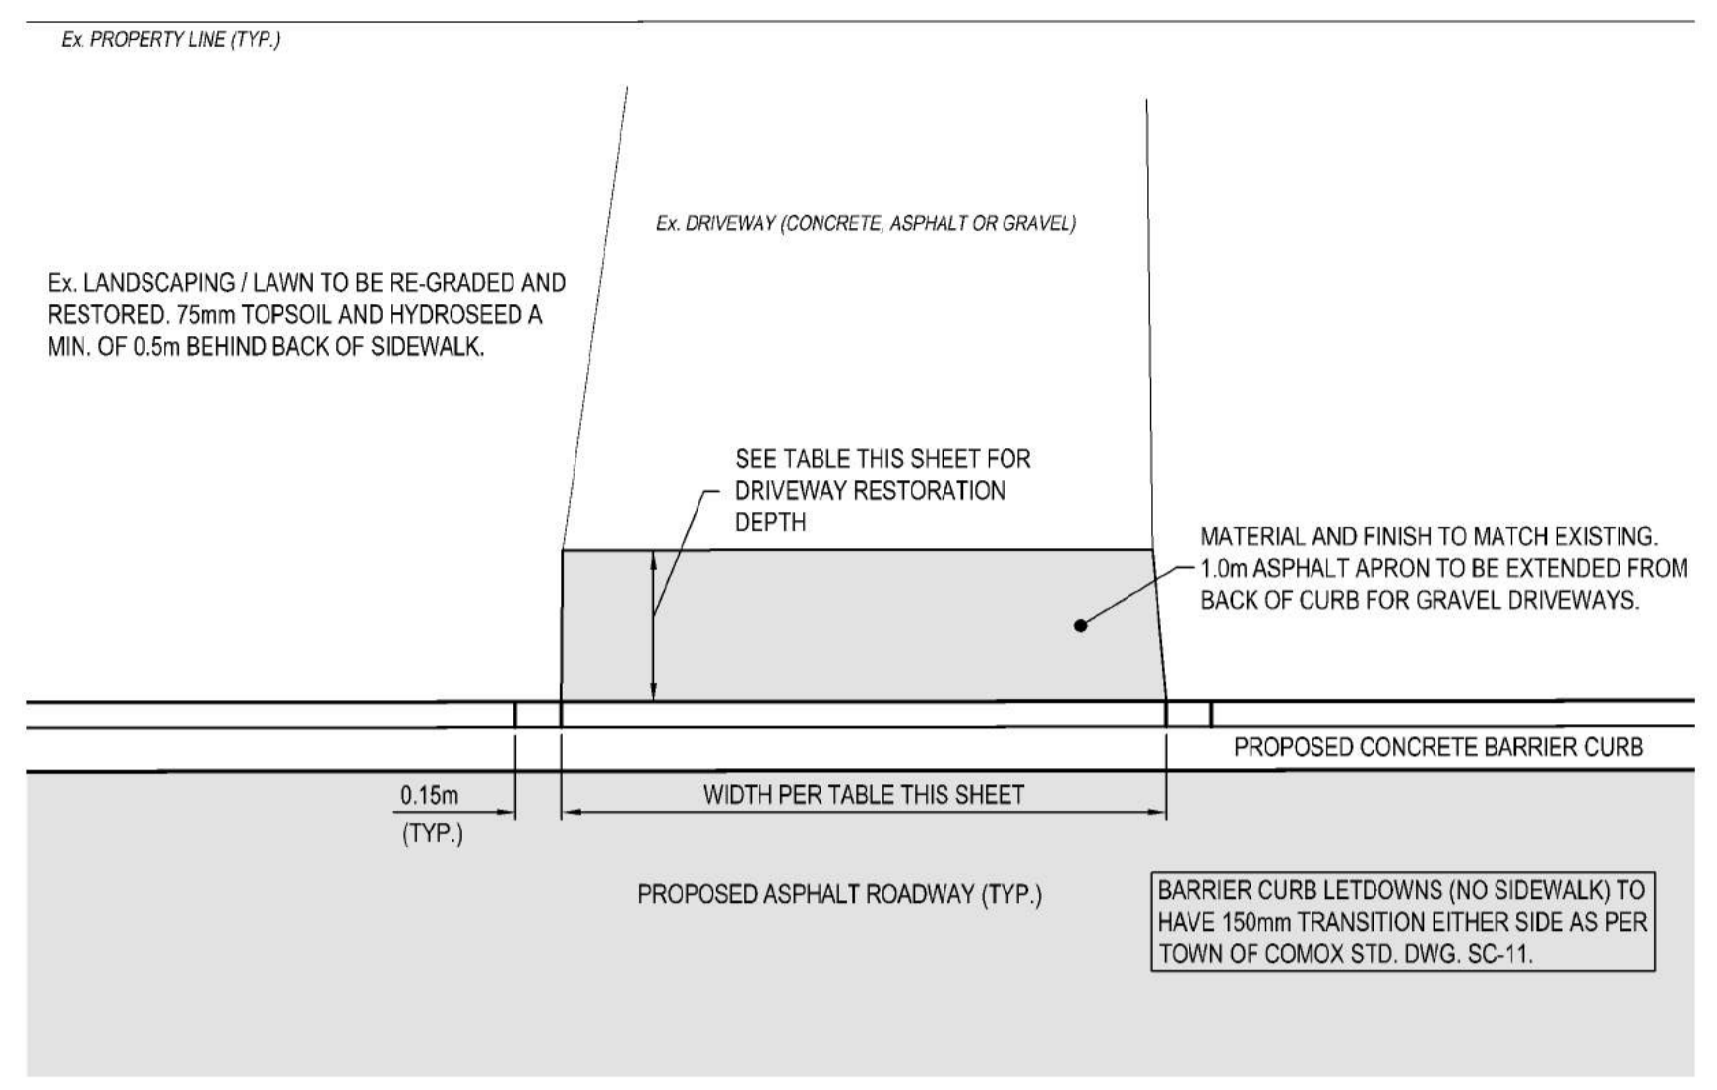 Ex. PROPERTY LINE (TYP.)
Ex. DRIVEWAY (CONCRETE, ASPHALT OR GRAVEL)
Ex. LANDSCAPING / LAWN TO BE RE-GRADED AND
RESTORED. 75mm TOPSOIL AND HYDROSEED A
MIN. OF 0.5m BEHIND BACK OF SIDEWALK.
SEE TABLE THIS SHEET FOR
DRIVEWAY RESTORATION
DEPTH
MATERIAL AND FINISH TO MATCH EXISTING.
1.0m ASPHALT APRON TO BE EXTENDED FROM
BACK OF CURB FOR GRAVEL DRIVEWAYS.
PROPOSED CONCRETE BARRIER CURB
0.15m
(TYP.)
WIDTH PER TABLE THIS SHEET
PROPOSED ASPHALT ROADWAY (TYP.)
BARRIER CURB LETDOWNS (NO SIDEWALK) TO
HAVE 150mm TRANSITION EITHER SIDE AS PER
TOWN OF COMOX STD. DWG. SC-11.